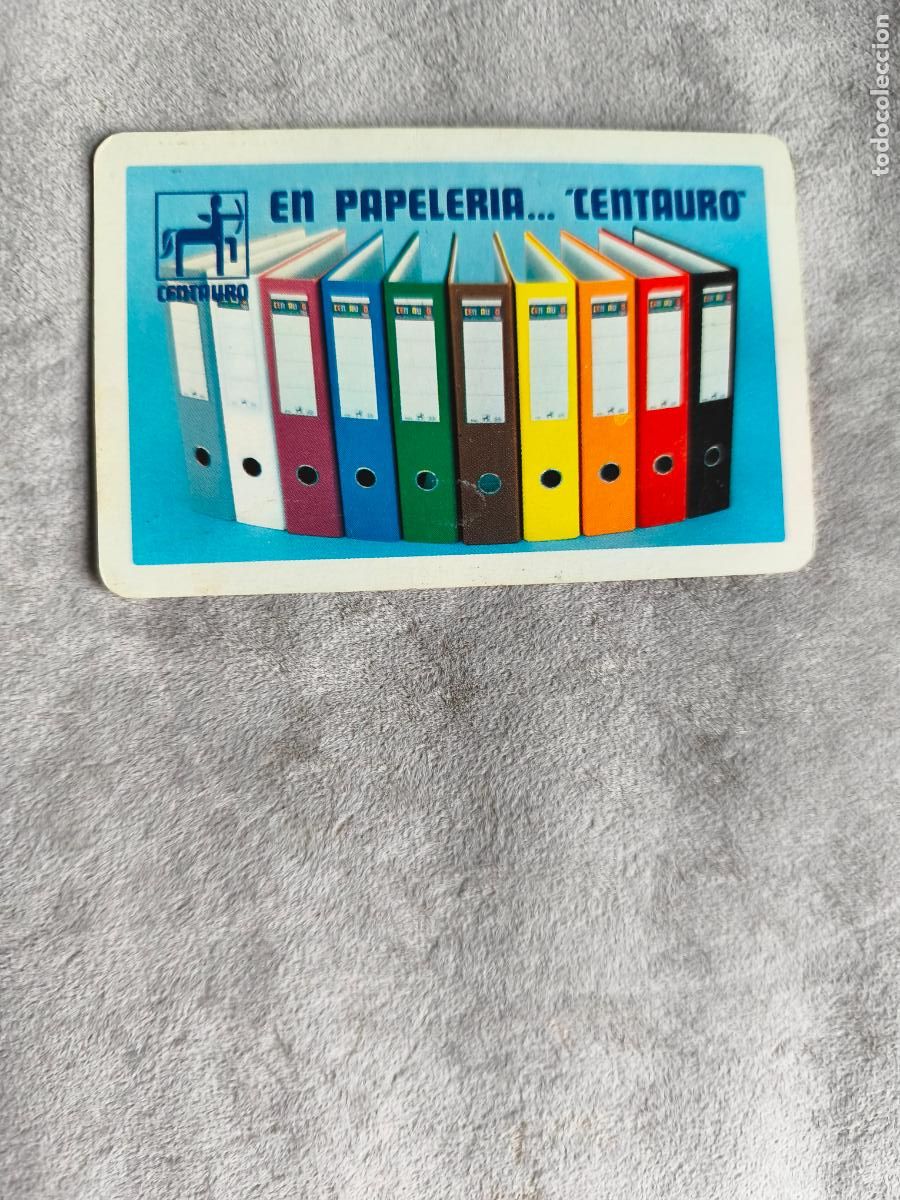 EN PAPELERIA... "CENTAURO"
CENTAURO
todocoleccion